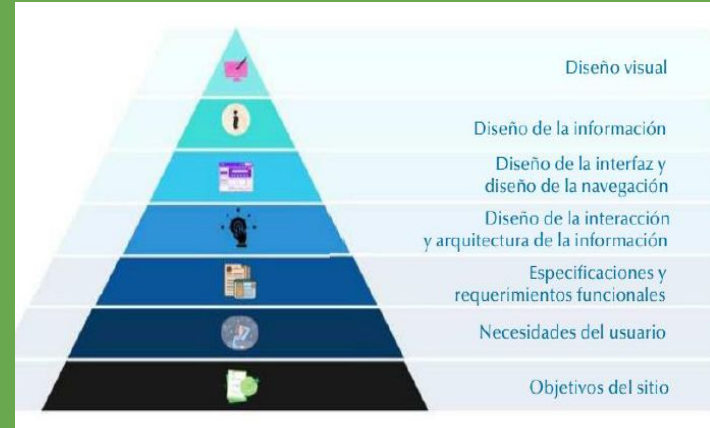 Diseño visual
Diseño de la información
Diseño de la interfaz y
diseño de la navegación
Diseño de la interacción
y arquitectura de la información
Especificaciones y
requerimientos funcionales
Necesidades del usuario
Objetivos del sitio